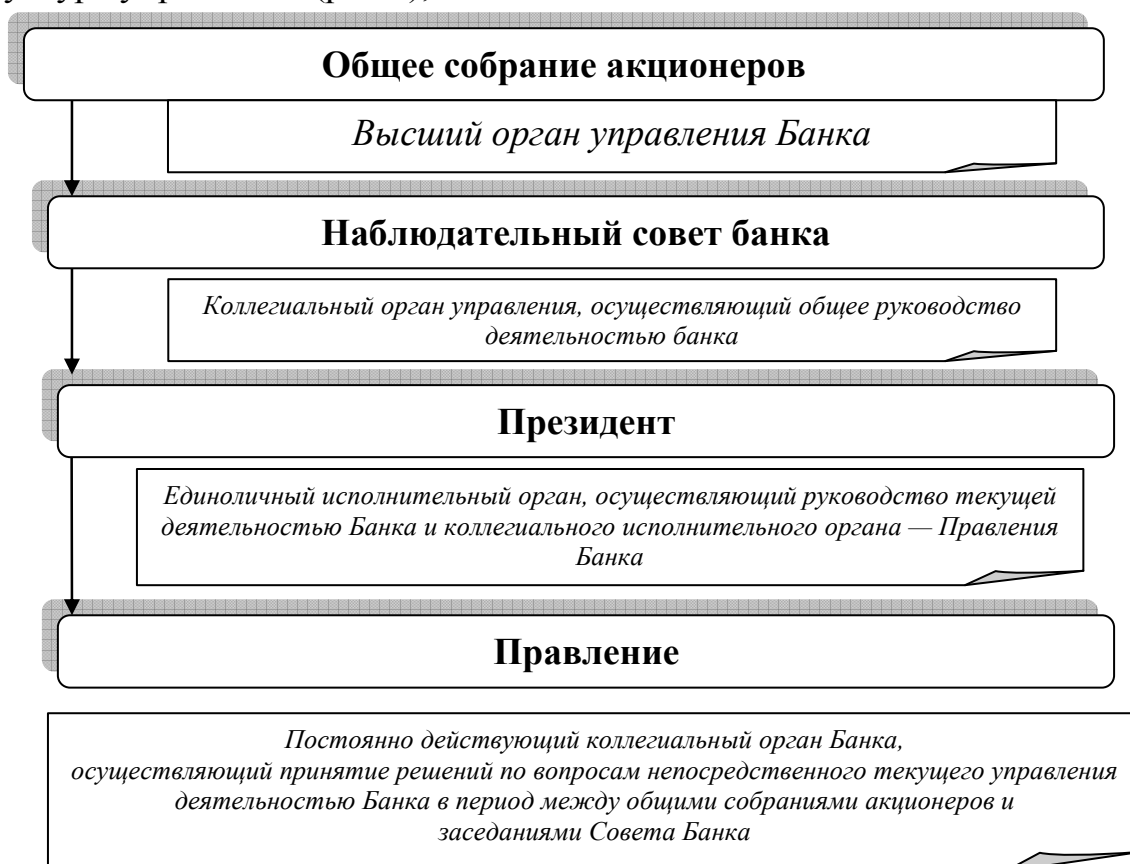 Общее собрание акционеров
Высший орган управления Банка
Наблюдательный совет банка
Коллегиальный орган управления, осуществляющий общее руководство
деятельностью банка
Президент
Единоличный исполнительный орган, осуществляющий руководство текущей
деятельностью Банка и коллегиального исполнительного органа — Правления
Банка
Правление
Постоянно действующий коллегиальный орган Банка,
осуществляющий принятие решений по вопросам непосредственного текущего управления
деятельностью Банка в период между общими собраниями акционеров и
заседаниями Совета Банка